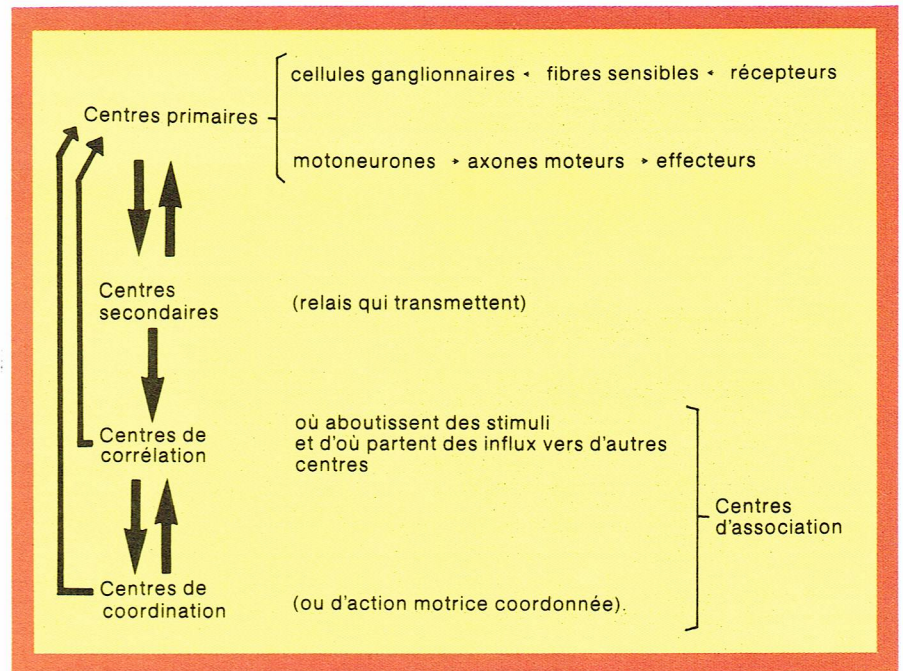 cellules ganglionnaires ◂ fibres sensibles ◂ récepteurs
Centres primaires
motoneurones ▸ axones moteurs ▸ effecteurs
Centres
secondaires
(relais qui transmettent)
Centres de
corrélation
où aboutissent des stimuli
et d'où partent des influx vers d'autres
centres
Centres
d'association
Centres de
coordination
(ou d'action motrice coordonnée).